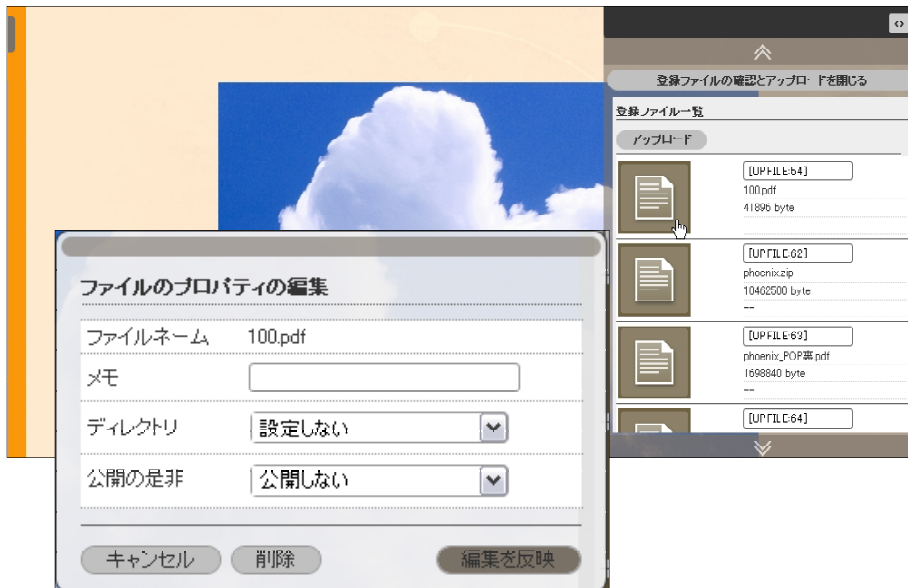 登録ファイルの確認とアップロードを閉じる
登録ファイル一覧
アップロード
[UPFILE:54]
100.pdf
41896 byte
[UPFILE:62]
phoenix.zip
10462500 byte
--
[UPFILE:63]
phoenix_POP裏.pdf
1698840 byte
--
[UPFILE:64]
ファイルのプロパティの編集
ファイルネーム 100.pdf
メモ
ディレクトリ 設定しない
公開の是非 公開しない
キャンセル 削除 編集を反映